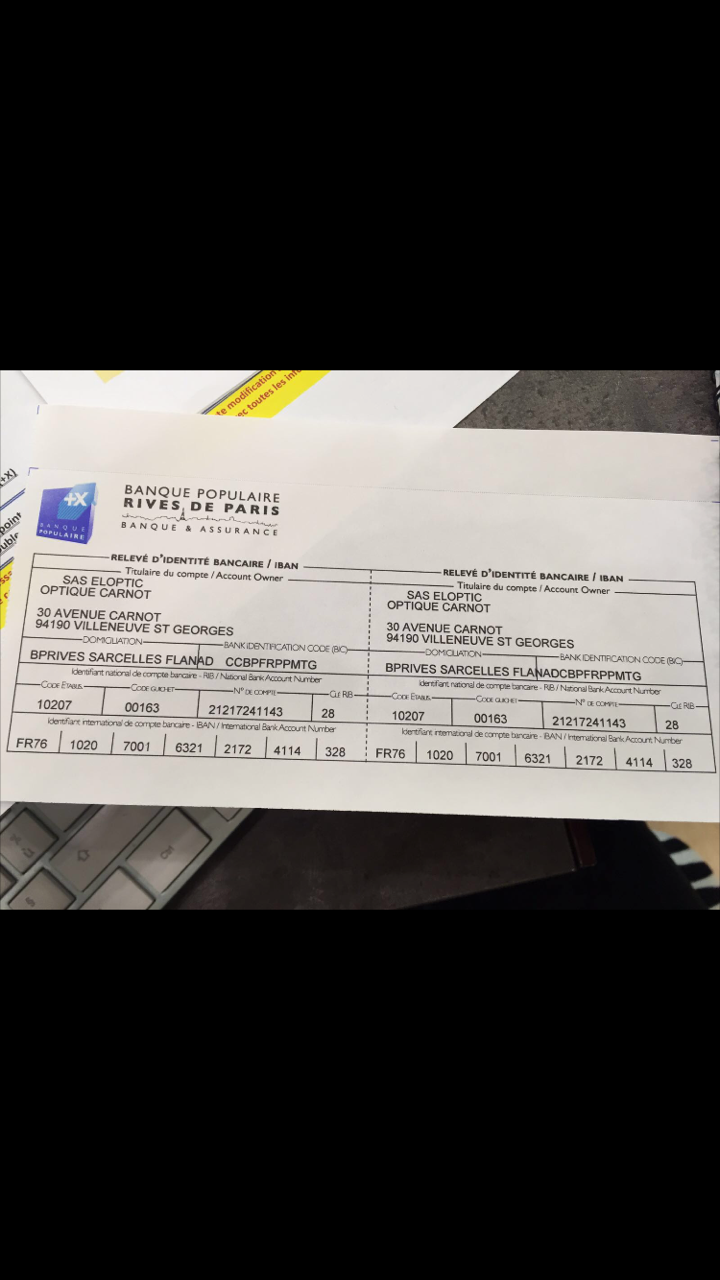 te modification
ec toutes les inf
+X
BANQUE
POPULAIRE
BANQUE POPULAIRE
RIVES DE PARIS
BANQUE & ASSURANCE
RELEVÉ D'IDENTITÉ BANCAIRE / IBAN
Titulaire du compte / Account Owner
SAS ELOPTIC
OPTIQUE CARNOT
30 AVENUE CARNOT
94190 VILLENEUVE ST GEORGES
DOMICILIATION BANK IDENTIFICATION CODE (BIC)
BPRIVES SARCELLES FLANAD CCBPFRPPMTG
Identifiant national de compte bancaire - RIB / National Bank Account Number
CODE ÉTABLIS. CODE GUICHET N° DE COMPTE CLÉ RIB
10207 00163 21217241143 28
Identifiant international de compte bancaire - IBAN / International Bank Account Number
FR76 1020 7001 6321 2172 4114 328
RELEVÉ D'IDENTITÉ BANCAIRE / IBAN
Titulaire du compte / Account Owner
SAS ELOPTIC
OPTIQUE CARNOT
30 AVENUE CARNOT
94190 VILLENEUVE ST GEORGES
DOMICILIATION BANK IDENTIFICATION CODE (BIC)
BPRIVES SARCELLES FLANADCBPFRPPMTG
Identifiant national de compte bancaire - RIB / National Bank Account Number
CODE ÉTABLIS. CODE GUICHET N° DE COMPTE CLÉ RIB
10207 00163 21217241143 28
Identifiant international de compte bancaire - IBAN / International Bank Account Number
FR76 1020 7001 6321 2172 4114 328
Ctrl